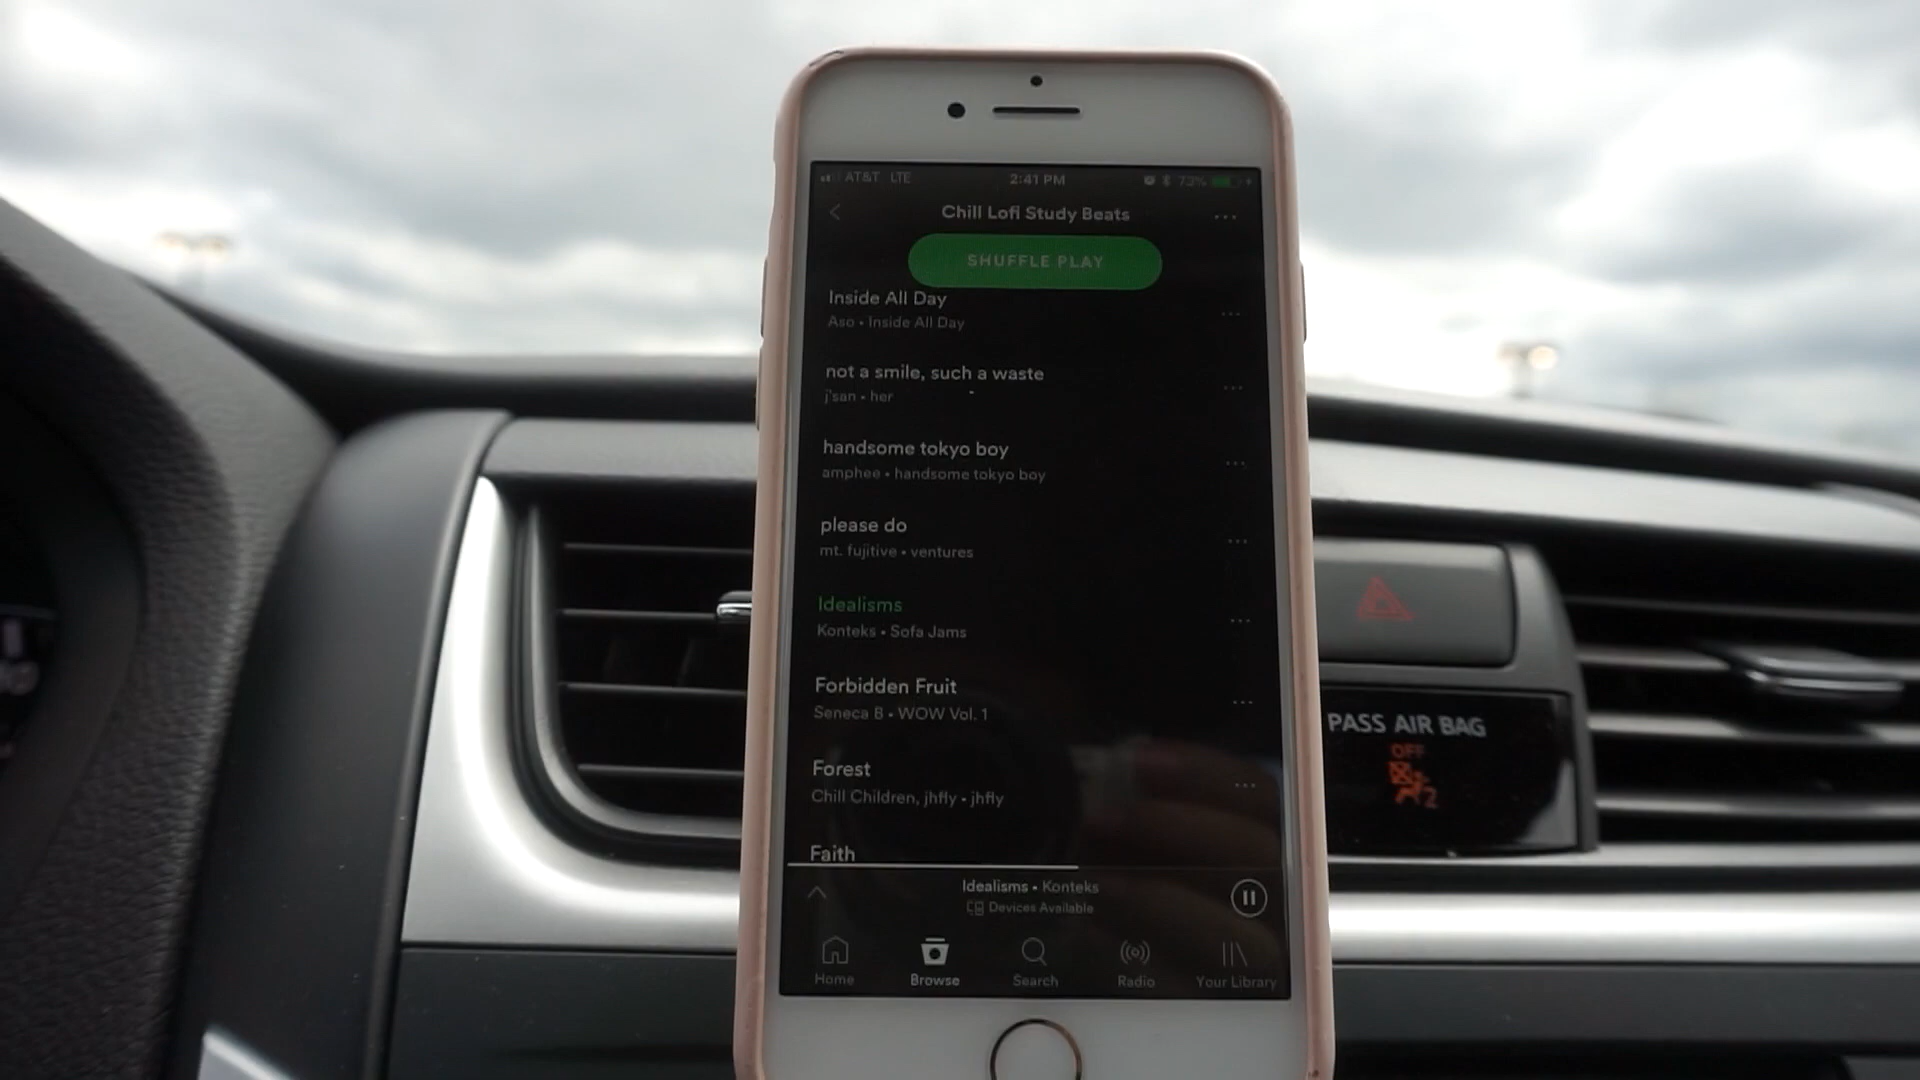 AT&T LTE 2:41 PM 73%
Chill Lofi Study Beats
SHUFFLE PLAY
Inside All Day
Aso • Inside All Day
not a smile, such a waste
j'san • her
handsome tokyo boy
amphee • handsome tokyo boy
please do
mt. fujitive • ventures
Idealisms
Konteks • Sofa Jams
Forbidden Fruit
Seneca B • WOW Vol. 1
Forest
Chill Children, jhfly • jhfly
Faith
Idealisms • Konteks
Devices Available
Home Browse Search Radio Your Library
PASS AIR BAG
OFF
2